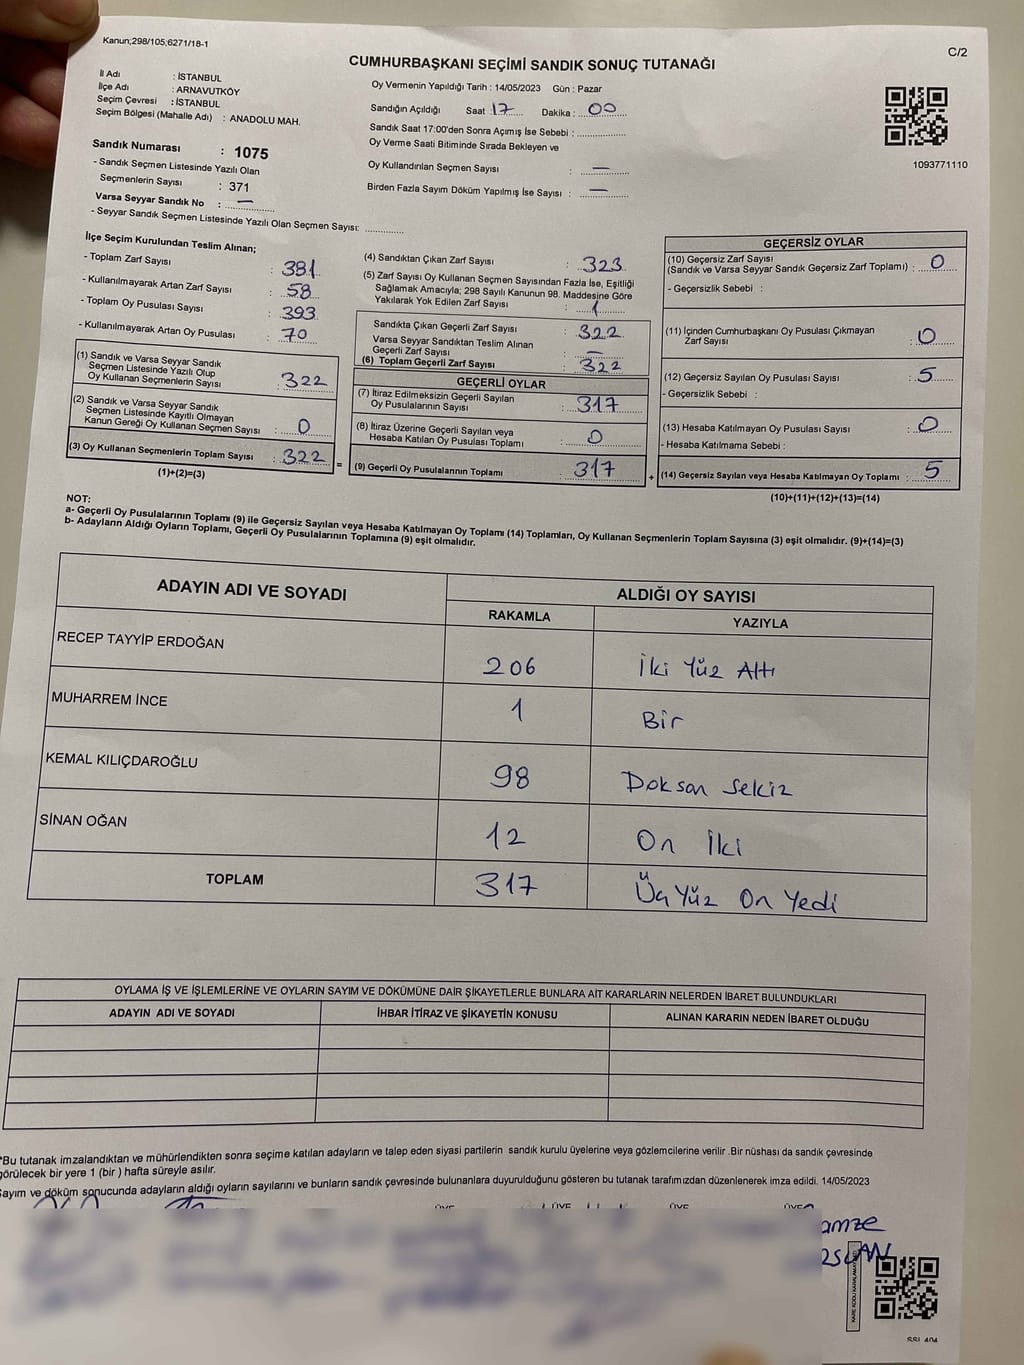 Kanun;298/105,6271/18-1
C/2
CUMHURBAŞKANI SEÇİMİ SANDIK SONUÇ TUTANAĞI
İl Adı : İSTANBUL
İlçe Adı : ARNAVUTKÖY
Seçim Çevresi : İSTANBUL
Seçim Bölgesi (Mahalle Adı) : ANADOLU MAH.
Sandık Numarası : 1075
- Sandık Seçmen Listesinde Yazılı Olan
Seçmenlerin Sayısı : 371
Varsa Seyyar Sandık No : —
- Seyyar Sandık Seçmen Listesinde Yazılı Olan Seçmen Sayısı: ............
Oy Vermenin Yapıldığı Tarih : 14/05/2023 Gün : Pazar
Sandığın Açıldığı Saat 17 Dakika : 00
Sandık Saat 17:00'den Sonra Açımış İse Sebebi : ..............
Oy Verme Saati Bitiminde Sırada Bekleyen ve
Oy Kullandırılan Seçmen Sayısı : —
Birden Fazla Sayım Döküm Yapılmış İse Sayısı : —
1093771110
İlçe Seçim Kurulundan Teslim Alınan;
- Toplam Zarf Sayısı : 381
- Kullanılmayarak Artan Zarf Sayısı : 58
- Toplam Oy Pusulası Sayısı : 393
- Kullanılmayarak Artan Oy Pusulası : 70
(1) Sandık ve Varsa Seyyar Sandık
Seçmen Listesinde Yazılı Olup
Oy Kullanan Seçmenlerin Sayısı : 322
(2) Sandık ve Varsa Seyyar Sandık
Seçmen Listesinde Kayıtlı Olmayan
Kanun Gereği Oy Kullanan Seçmen Sayısı : 0
(3) Oy Kullanan Seçmenlerin Toplam Sayısı : 322 =
(1)+(2)=(3)
(4) Sandıktan Çıkan Zarf Sayısı : 323
(5) Zarf Sayısı Oy Kullanan Seçmen Sayısından Fazla İse, Eşitliği
Sağlamak Amacıyla; 298 Sayılı Kanunun 98. Maddesine Göre
Yakılarak Yok Edilen Zarf Sayısı : 1
Sandıkta Çıkan Geçerli Zarf Sayısı : 322
Varsa Seyyar Sandıktan Teslim Alınan
Geçerli Zarf Sayısı : —
(6) Toplam Geçerli Zarf Sayısı : 322
GEÇERLİ OYLAR
(7) İtiraz Edilmeksizin Geçerli Sayılan
Oy Pusulalarının Sayısı : 317
(8) İtiraz Üzerine Geçerli Sayılan veya
Hesaba Katılan Oy Pusulası Toplamı : 0
(9) Geçerli Oy Pusulalarının Toplamı : 317 +
GEÇERSİZ OYLAR
(10) Geçersiz Zarf Sayısı
(Sandık ve Varsa Seyyar Sandık Geçersiz Zarf Toplamı) : 0
- Geçersizlik Sebebi :
(11) İçinden Cumhurbaşkanı Oy Pusulası Çıkmayan
Zarf Sayısı : 0
(12) Geçersiz Sayılan Oy Pusulası Sayısı : 5
- Geçersizlik Sebebi :
(13) Hesaba Katılmayan Oy Pusulası Sayısı : 0
- Hesaba Katılmama Sebebi :
(14) Geçersiz Sayılan veya Hesaba Katılmayan Oy Toplamı : 5
(10)+(11)+(12)+(13)=(14)
NOT:
a- Geçerli Oy Pusulalarının Toplamı (9) ile Geçersiz Sayılan veya Hesaba Katılmayan Oy Toplamı (14) Toplamları, Oy Kullanan Seçmenlerin Toplam Sayısına (3) eşit olmalıdır. (9)+(14)=(3)
b- Adayların Aldığı Oyların Toplamı, Geçerli Oy Pusulalarının Toplamına (9) eşit olmalıdır.
ADAYIN ADI VE SOYADI
ALDIĞI OY SAYISI
RAKAMLA YAZIYLA
RECEP TAYYİP ERDOĞAN 206 İki Yüz Altı
MUHARREM İNCE 1 Bir
KEMAL KILIÇDAROĞLU 98 Doksan Sekiz
SİNAN OĞAN 12 On İki
TOPLAM 317 Üç Yüz On Yedi
OYLAMA İŞ VE İŞLEMLERİNE VE OYLARIN SAYIM VE DÖKÜMÜNE DAİR ŞİKAYETLERLE BUNLARA AİT KARARLARIN NELERDEN İBARET BULUNDUKLARI
ADAYIN ADI VE SOYADI İHBAR İTİRAZ VE ŞİKAYETİN KONUSU ALINAN KARARIN NEDEN İBARET OLDUĞU
*Bu tutanak imzalandıktan ve mühürlendikten sonra seçime katılan adayların ve talep eden siyasi partilerin sandık kurulu üyelerine veya gözlemcilerine verilir .Bir nüshası da sandık çevresinde
görülecek bir yere 1 (bir ) hafta süreyle asılır.
Sayım ve döküm sonucunda adayların aldığı oyların sayılarını ve bunların sandık çevresinde bulunanlara duyurulduğunu gösteren bu tutanak tarafımızdan düzenlenerek imza edildi. 14/05/2023
ÜYE ÜYE ÜYE ÜYE
amze